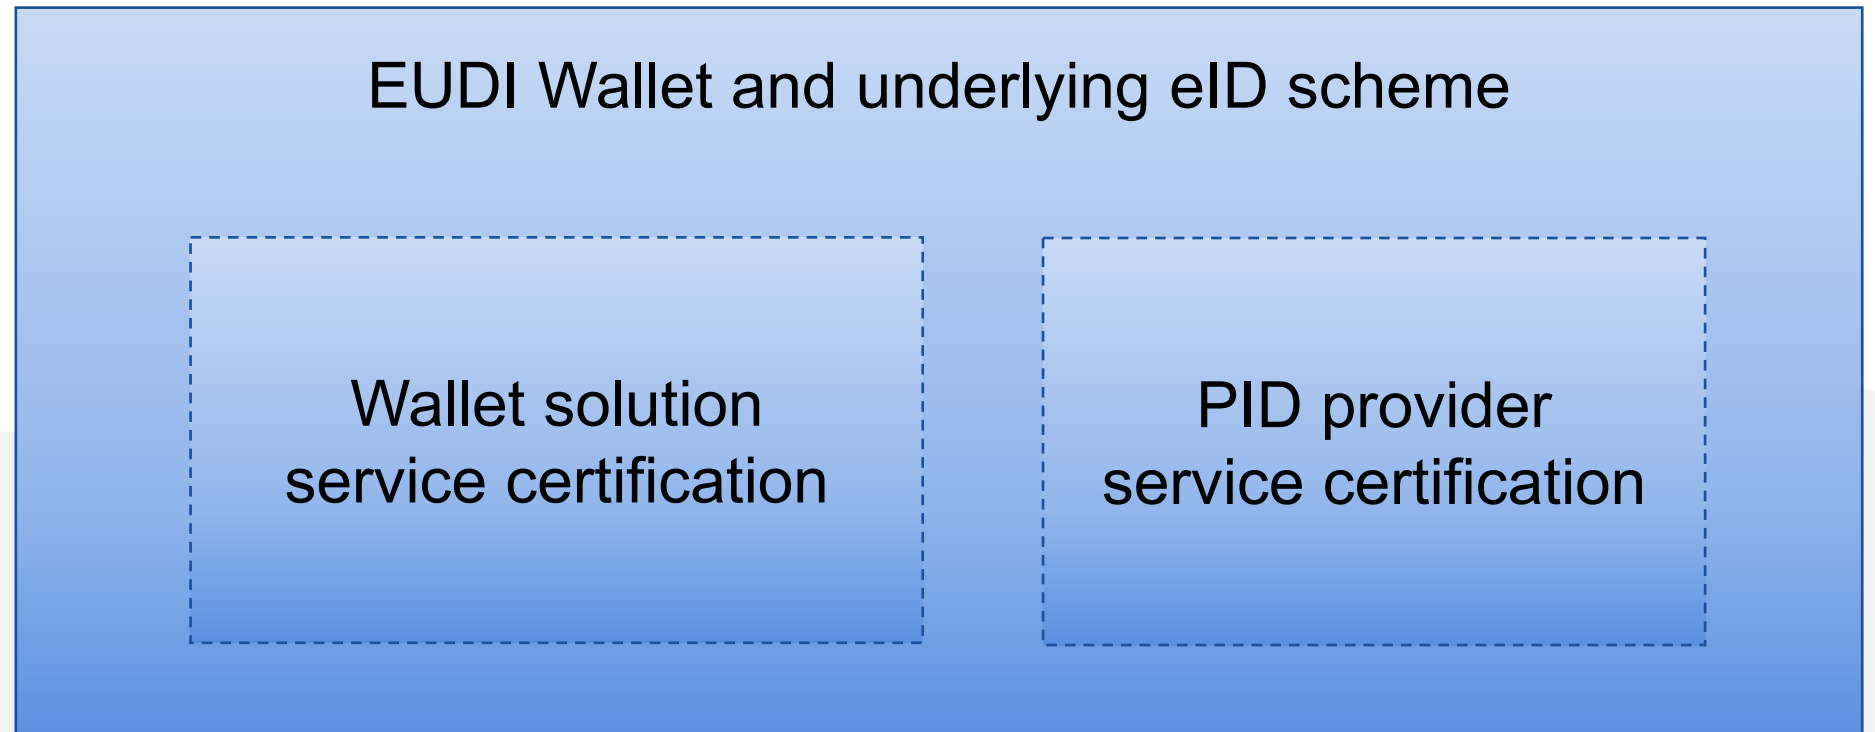 EUDI Wallet and underlying eID scheme
Wallet solution
service certification
PID provider
service certification